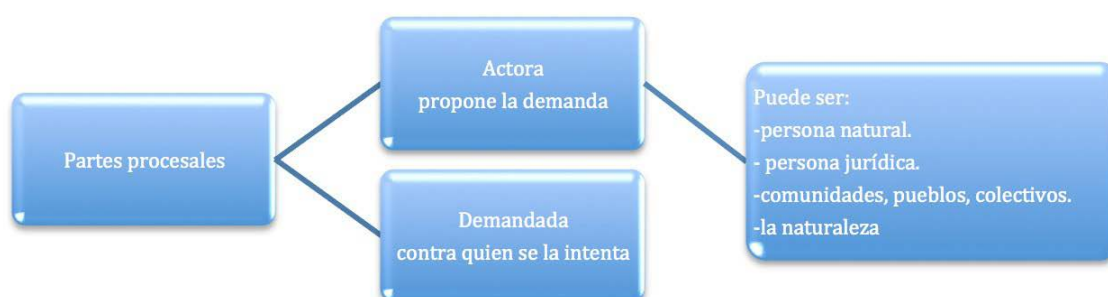 Partes procesales
Actora
propone la demanda
Demandada
contra quien se la intenta
Puede ser:
-persona natural.
- persona jurídica.
-comunidades, pueblos, colectivos.
-la naturaleza